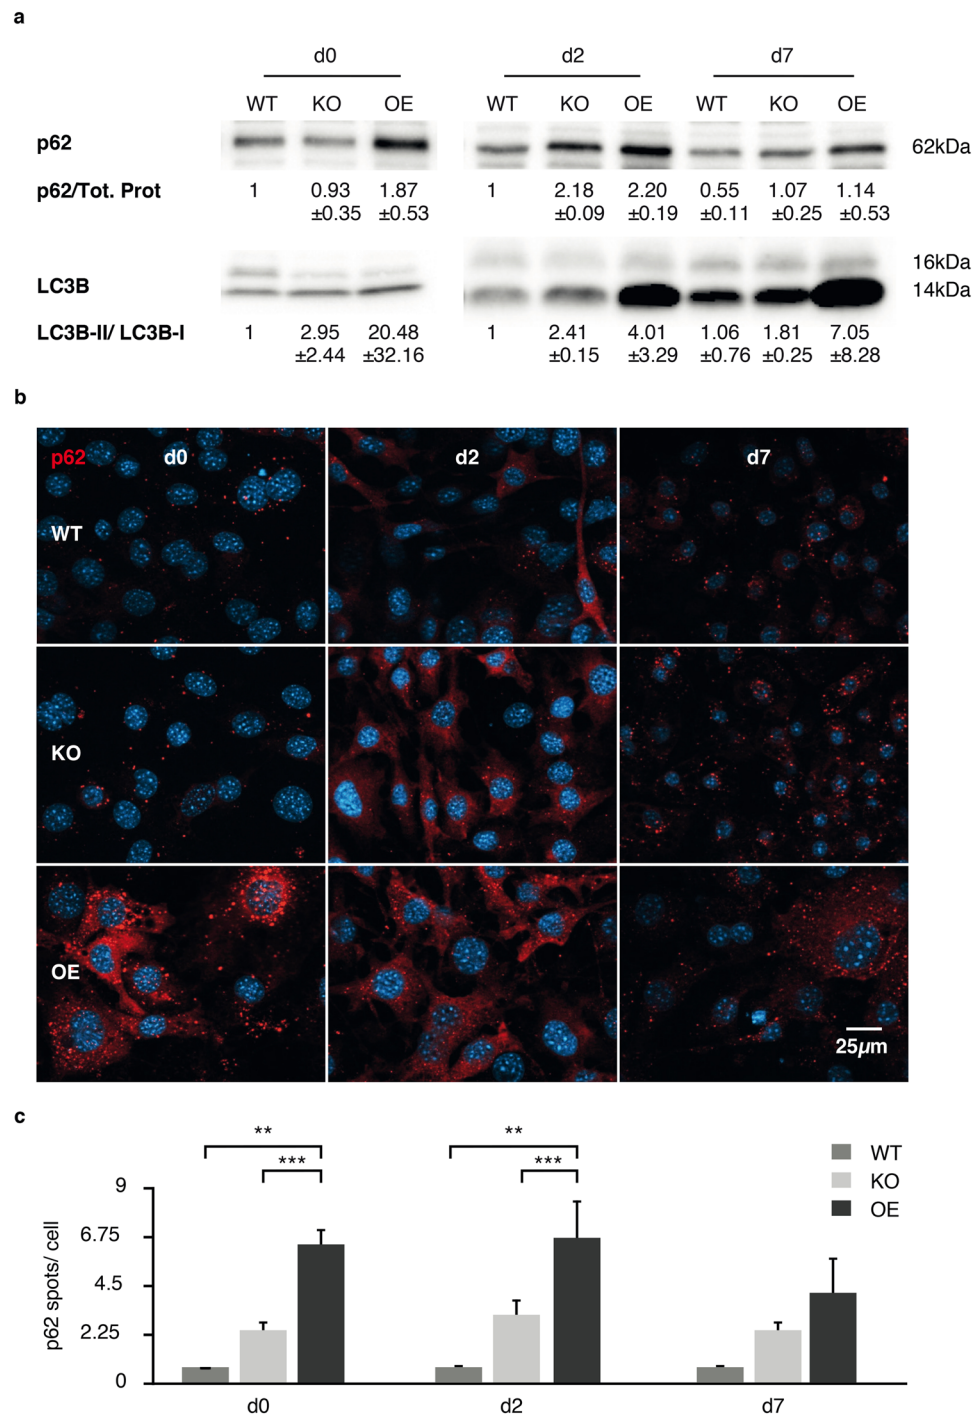 a
d0 d2 d7
WT KO OE WT KO OE WT KO OE
p62 62kDa
p62/Tot. Prot 1 0.93 1.87 1 2.18 2.20 0.55 1.07 1.14
±0.35 ±0.53 ±0.09 ±0.19 ±0.11 ±0.25 ±0.53
16kDa
LC3B 14kDa
LC3B-II/ LC3B-I 1 2.95 20.48 1 2.41 4.01 1.06 1.81 7.05
±2.44 ±32.16 ±0.15 ±3.29 ±0.76 ±0.25 ±8.28
b
p62 d0 d2 d7
WT
KO
OE
25µm
c
** **
*** ***
WT
KO
OE
9
6.75
4.5
2.25
0
p62 spots/ cell
d0 d2 d7